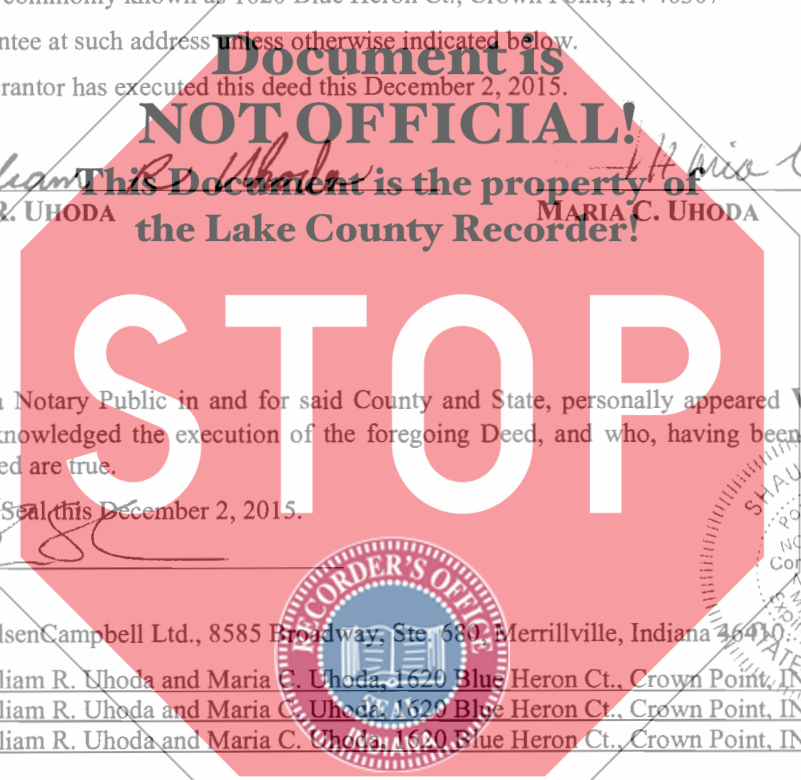 commonly known as 1620 Blue Heron Ct., Crown Point, IN 46307
ntee at such address unless otherwise indicated below.
Document is
rantor has executed this deed this December 2, 2015.
NOT OFFICIAL!
This Document is the property of
R. UHODA
MARIA C. UHODA
the Lake County Recorder!
STOP
a Notary Public in and for said County and State, personally appeared W
knowledged the execution of the foregoing Deed, and who, having been
ed are true.
Seal this December 2, 2015.
RECORDER'S OFFICE
SEAL
INDIANA
SHAU
lsenCampbell Ltd., 8585 Broadway, Ste. 680, Merrillville, Indiana 46410
liam R. Uhoda and Maria C. Uhoda, 1620 Blue Heron Ct., Crown Point, IN
liam R. Uhoda and Maria C. Uhoda, 1620 Blue Heron Ct., Crown Point, IN
liam R. Uhoda and Maria C. Uhoda, 1620 Blue Heron Ct., Crown Point, IN